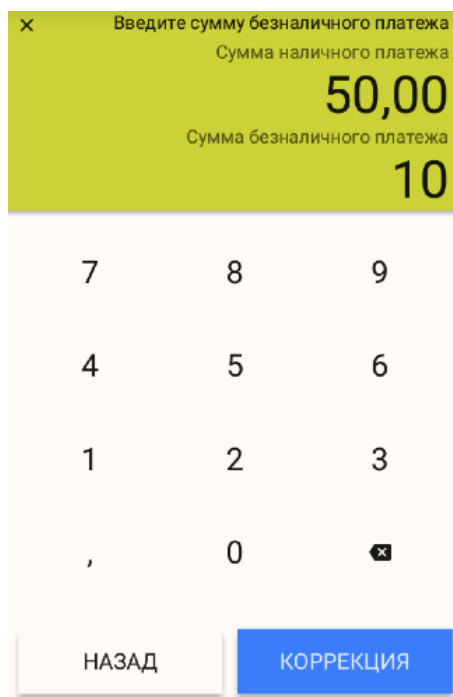 × Введите сумму безналичного платежа
Сумма наличного платежа
50,00
Сумма безналичного платежа
10
7 8 9
4 5 6
1 2 3
, 0
НАЗАД КОРРЕКЦИЯ